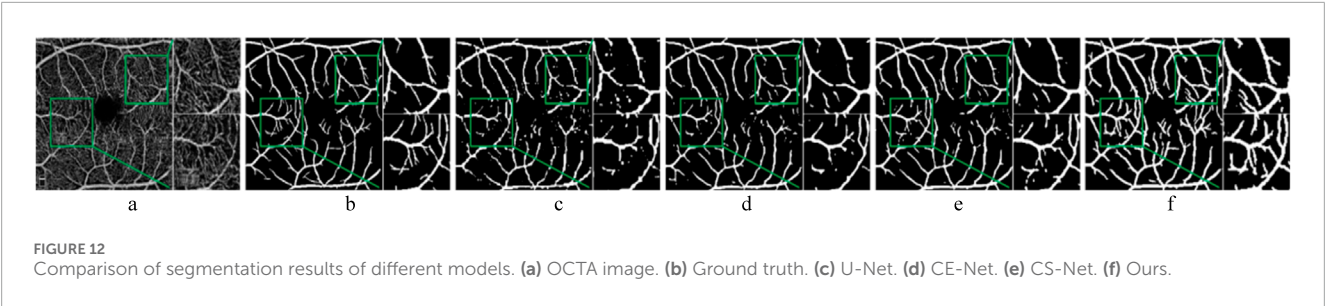 a b c d e f
FIGURE 12
Comparison of segmentation results of different models. (a) OCTA image. (b) Ground truth. (c) U-Net. (d) CE-Net. (e) CS-Net. (f) Ours.